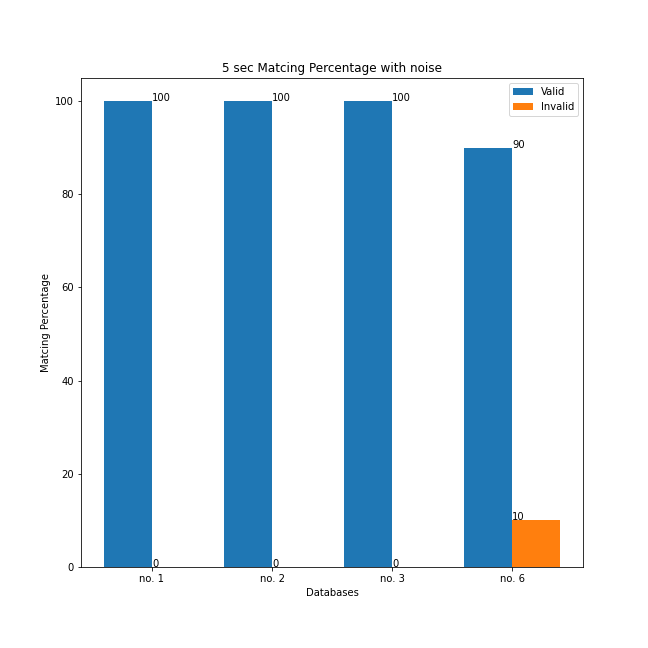 5 sec Matcing Percentage with noise
Valid
Invalid
100
100
100
90
10
0
0
0
100
80
60
40
20
0
Matcing Percentage
no. 1
no. 2
no. 3
no. 6
Databases